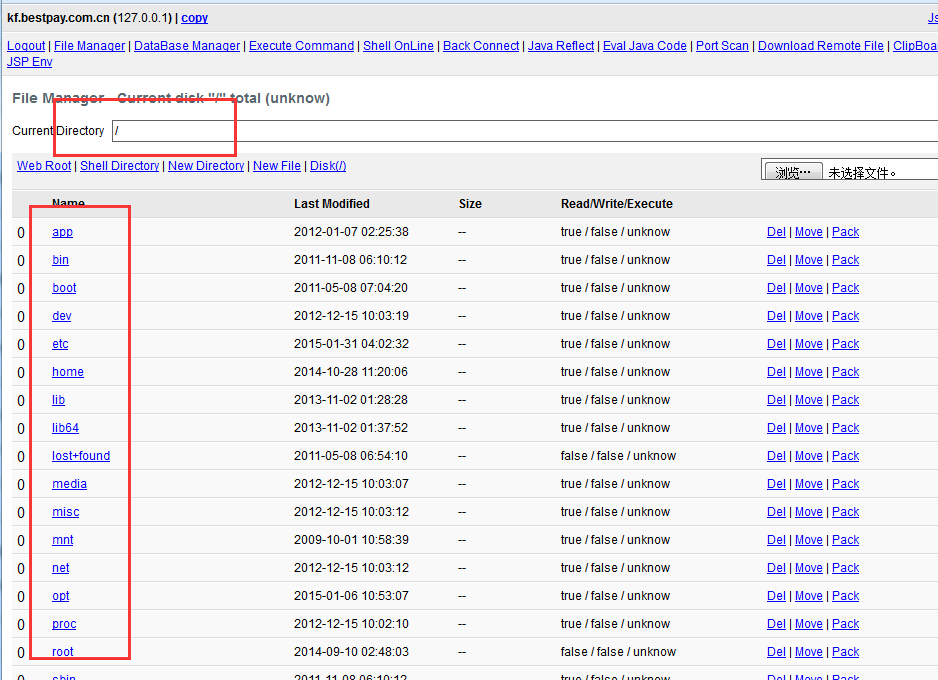 kf.bestpay.com.cn (127.0.0.1) | copy
Logout | File Manager | DataBase Manager | Execute Command | Shell OnLine | Back Connect | Java Reflect | Eval Java Code | Port Scan | Download Remote File | ClipBoa
JSP Env
File Manager - Current disk "/" total (unknow)
Current Directory /
Web Root | Shell Directory | New Directory | New File | Disk(/) 浏览… 未选择文件。
Name Last Modified Size Read/Write/Execute
0 app 2012-01-07 02:25:38 -- true / false / unknow Del | Move | Pack
0 bin 2011-11-08 06:10:12 -- true / false / unknow Del | Move | Pack
0 boot 2011-05-08 07:04:20 -- true / false / unknow Del | Move | Pack
0 dev 2012-12-15 10:03:19 -- true / false / unknow Del | Move | Pack
0 etc 2015-01-31 04:02:32 -- true / false / unknow Del | Move | Pack
0 home 2014-10-28 11:20:06 -- true / false / unknow Del | Move | Pack
0 lib 2013-11-02 01:28:28 -- true / false / unknow Del | Move | Pack
0 lib64 2013-11-02 01:37:52 -- true / false / unknow Del | Move | Pack
0 lost+found 2011-05-08 06:54:10 -- false / false / unknow Del | Move | Pack
0 media 2012-12-15 10:03:07 -- true / false / unknow Del | Move | Pack
0 misc 2012-12-15 10:03:12 -- true / false / unknow Del | Move | Pack
0 mnt 2009-10-01 10:58:39 -- true / false / unknow Del | Move | Pack
0 net 2012-12-15 10:03:12 -- true / false / unknow Del | Move | Pack
0 opt 2015-01-06 10:53:07 -- true / false / unknow Del | Move | Pack
0 proc 2012-12-15 10:02:10 -- true / false / unknow Del | Move | Pack
0 root 2014-09-10 02:48:03 -- false / false / unknow Del | Move | Pack
0 sbin 2011-11-08 06:10:12 -- true / false / unknow Del | Move | Pack